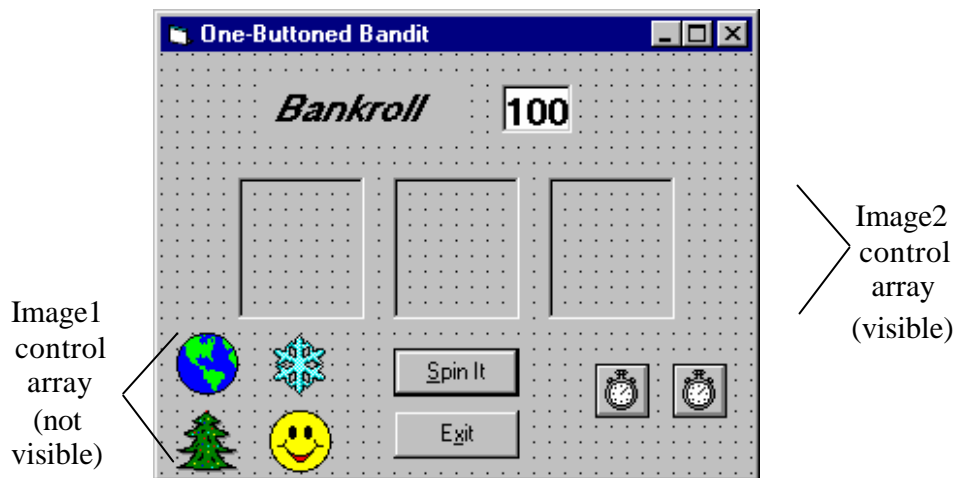 One-Buttoned Bandit
Bankroll 100
Image2
control
array
(visible)
Image1
control
array
(not
visible)
Spin It
Exit